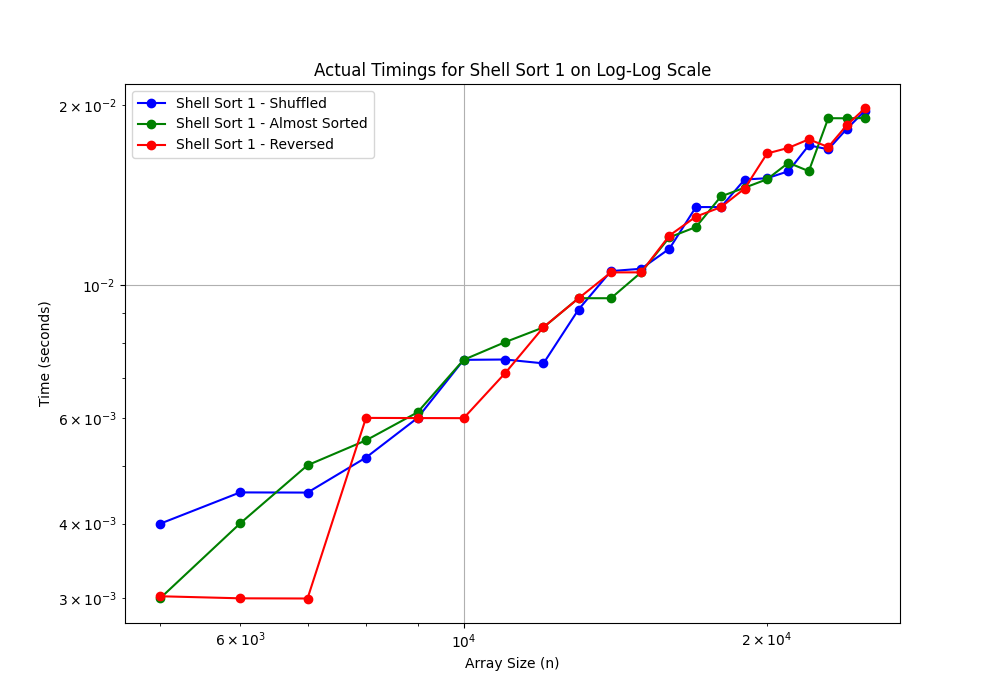 Actual Timings for Shell Sort 1 on Log-Log Scale
Shell Sort 1 - Shuffled
Shell Sort 1 - Almost Sorted
Shell Sort 1 - Reversed
2 × 10⁻²
10⁻²
6 × 10⁻³
4 × 10⁻³
3 × 10⁻³
Time (seconds)
6 × 10³
10⁴
2 × 10⁴
Array Size (n)